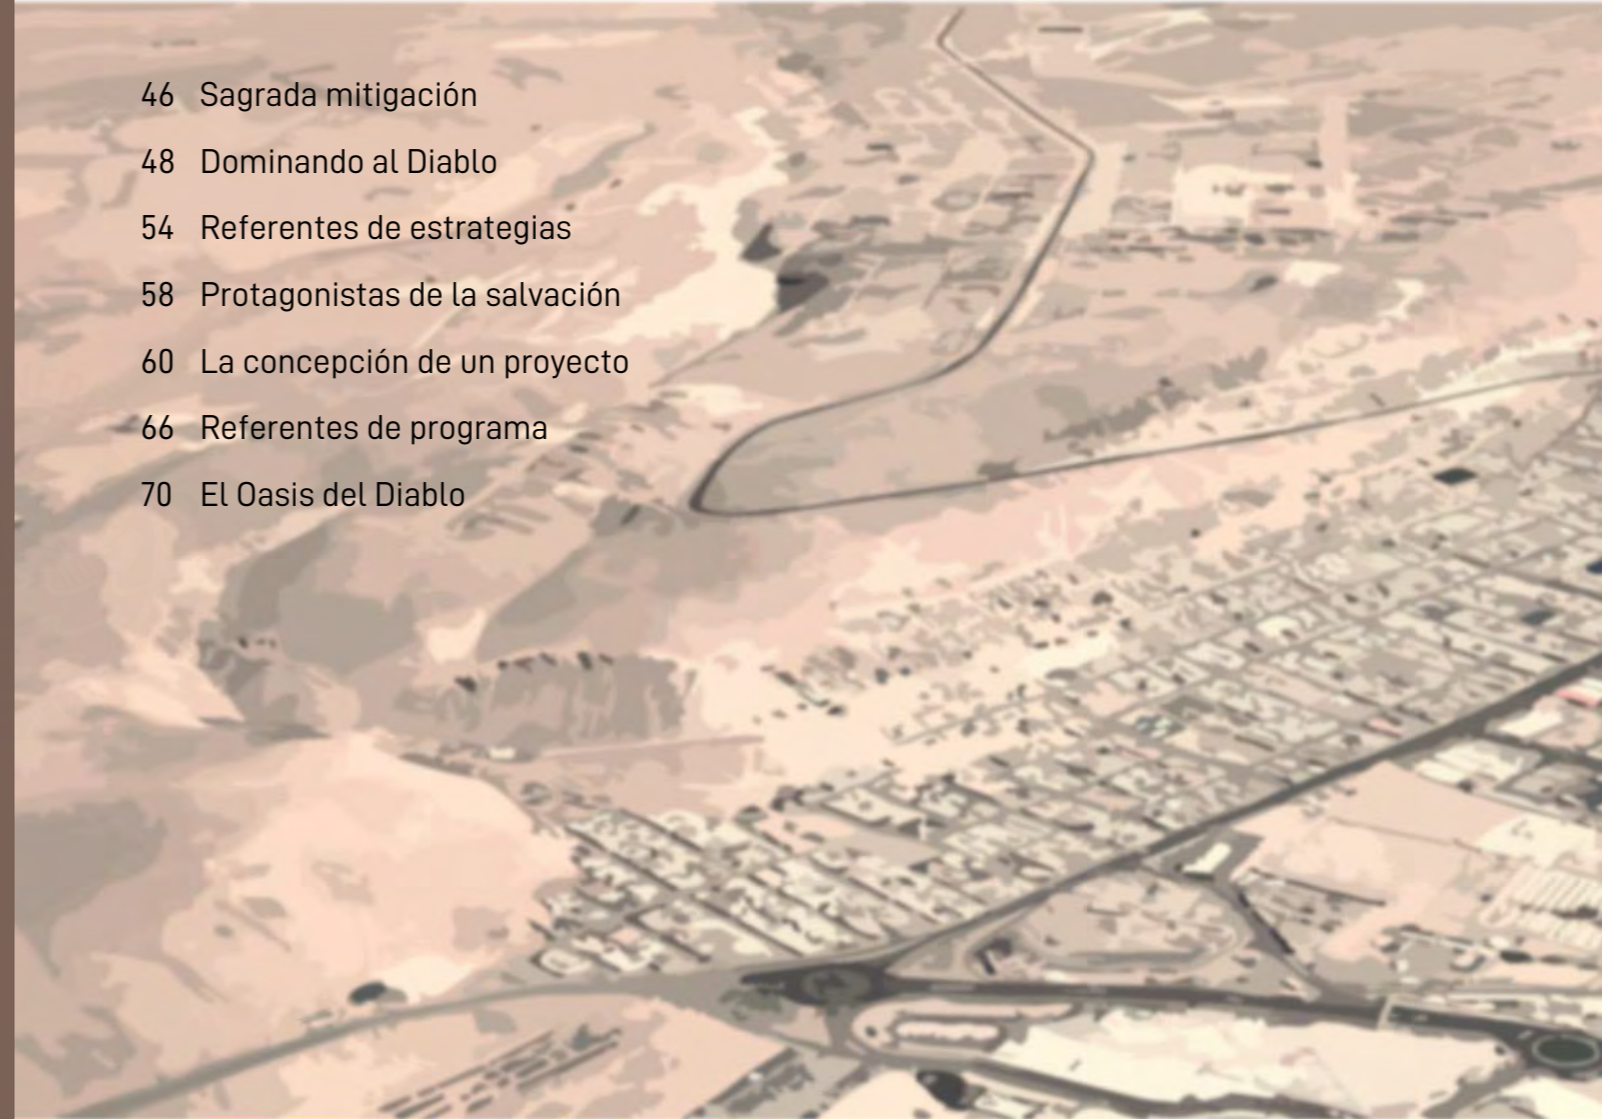 46 Sagrada mitigación
48 Dominando al Diablo
54 Referentes de estrategias
58 Protagonistas de la salvación
60 La concepción de un proyecto
66 Referentes de programa
70 El Oasis del Diablo